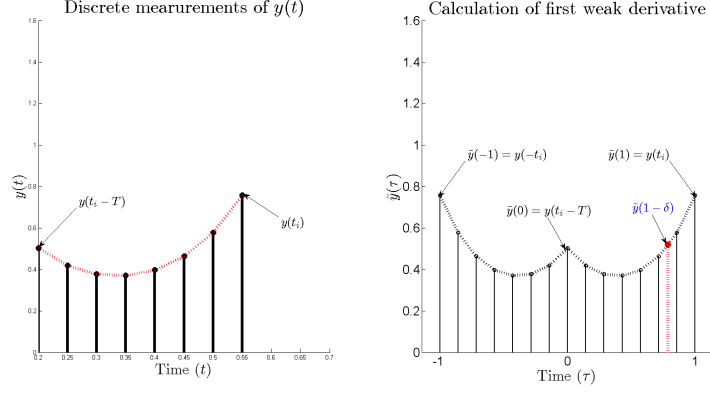 Discrete mearurements of y(t)
1.6
1.4
1.2
1
0.8
0.6
0.4
0.2
0
y(t)
y(t_i − T)
y(t_i)
0.2 0.25 0.3 0.35 0.4 0.45 0.5 0.55 0.6 0.65 0.7
Time (t)
Calculation of first weak derivative
1.6
1.4
1.2
1
0.8
0.6
0.4
0.2
0
ỹ(τ)
ỹ(−1) = y(−t_i)
ỹ(1) = y(t_i)
ỹ(0) = y(t_i − T)
ỹ(1 − δ)
-1 0 1
Time (τ)